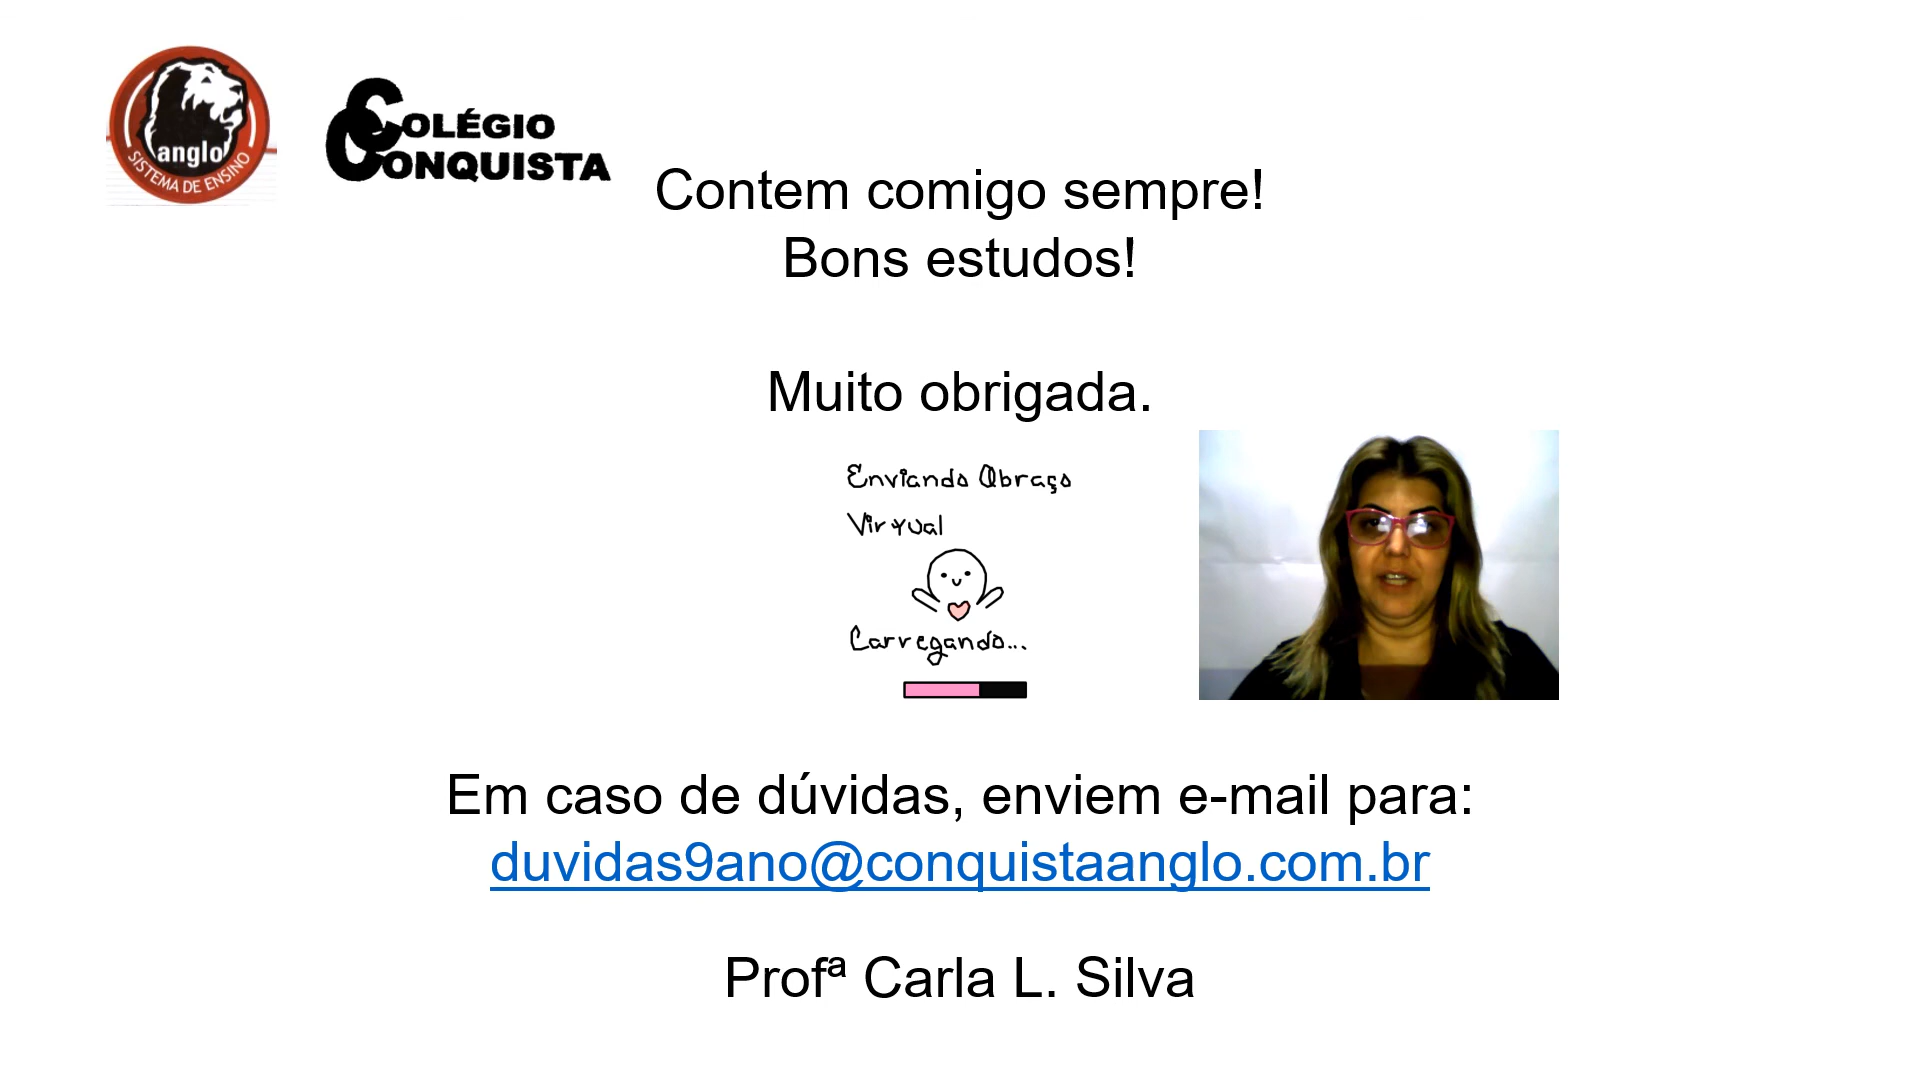 anglo
SISTEMA DE ENSINO
COLÉGIO
CONQUISTA
Contem comigo sempre!
Bons estudos!
Muito obrigada.
Enviando Abraço
Virtual
Carregando...
Em caso de dúvidas, enviem e-mail para:
duvidas9ano@conquistaanglo.com.br
Profª Carla L. Silva